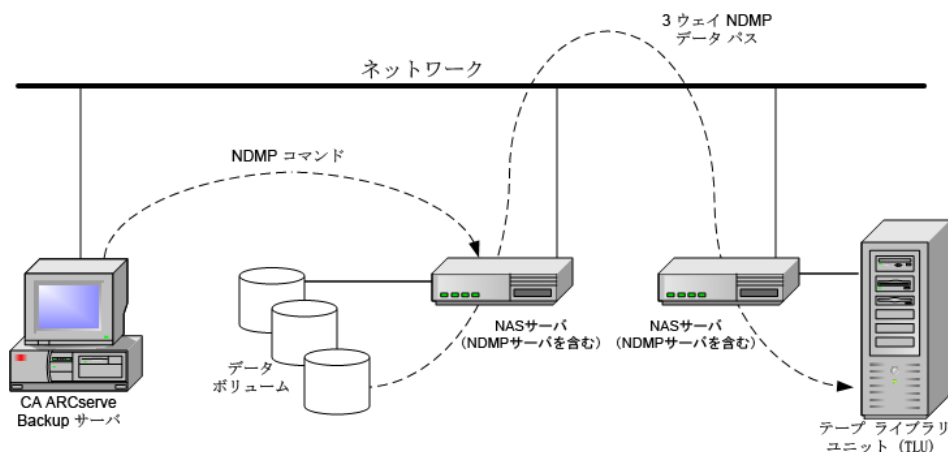 3 ウェイ NDMP
データ パス
ネットワーク
NDMP コマンド
NASサーバ
(NDMPサーバを含む)
NASサーバ
(NDMPサーバを含む)
データ
ボリューム
CA ARCserve
Backup サーバ
テープ ライブラリ
ユニット (TLU)